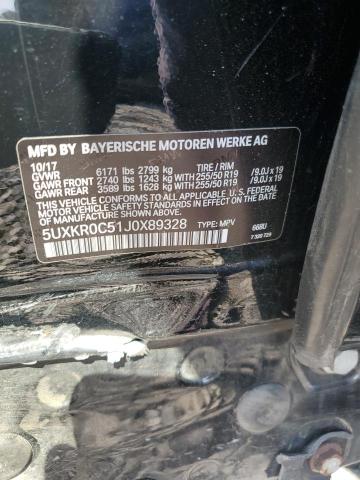 MFD BY BAYERISCHE MOTOREN WERKE AG
10/17 TIRE / RIM
GVWR 6171 lbs 2799 kg
GAWR FRONT 2740 lbs 1243 kg WITH 255/50 R19 /9.0J x 19
GAWR REAR 3589 lbs 1628 kg WITH 255/50 R19 /9.0J x 19
THIS VEHICLE CONFORMS TO ALL APPLICABLE U.S. FEDERAL
MOTOR VEHICLE SAFETY STANDARDS IN EFFECT ON
THE DATE OF MANUFACTURE SHOWN ABOVE.
5UXKR0C51J0X89328 TYPE: MPV